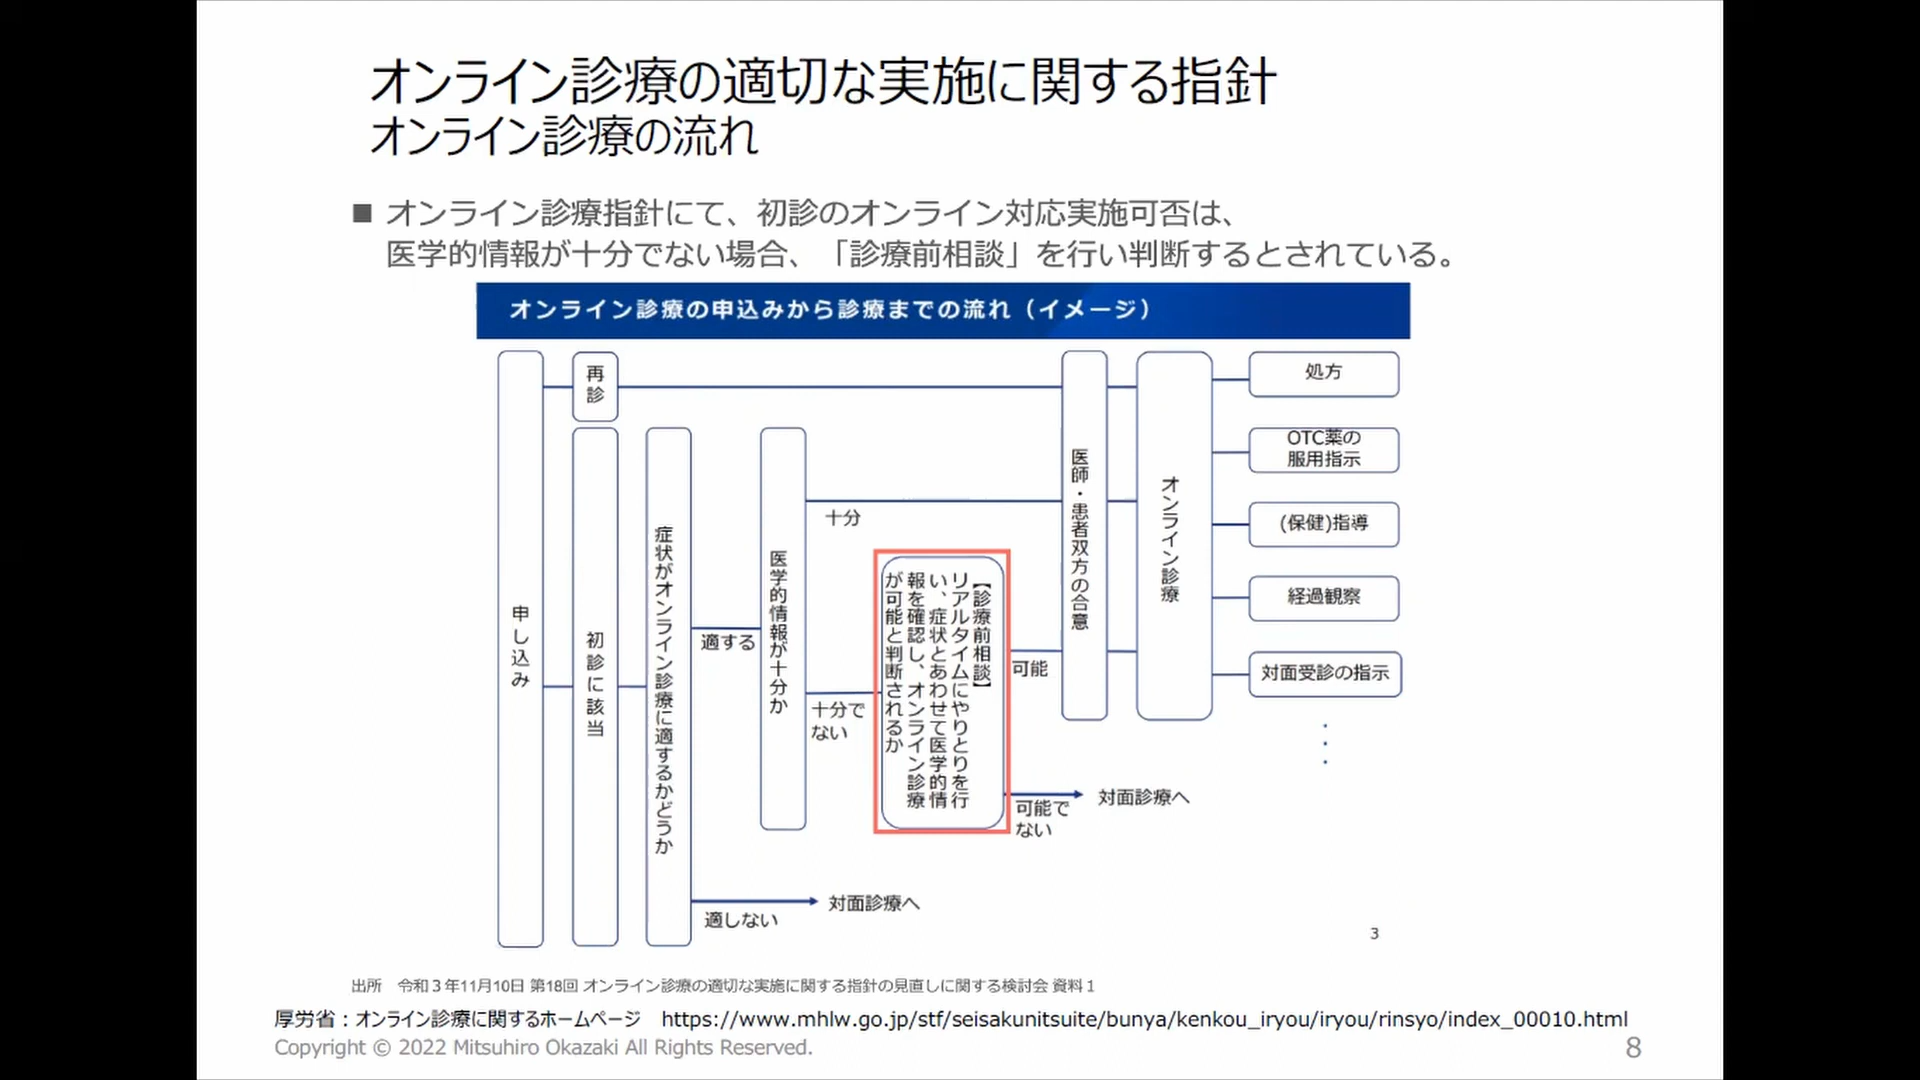 オンライン診療の適切な実施に関する指針
オンライン診療の流れ
■ オンライン診療指針にて、初診のオンライン対応実施可否は、
医学的情報が十分でない場合、「診療前相談」を行い判断するとされている。
オンライン診療の申込みから診療までの流れ（イメージ）
申し込み
再診
初診に該当
症状がオンライン診療に適するかどうか
適する
適しない
対面診療へ
医学的情報が十分か
十分
十分で
ない
【診療前相談】
リアルタイムにやりとりを行
い、症状とあわせて医学的情
報を確認し、オンライン診療
が可能と判断されるか
可能
可能で
ない
対面診療へ
医師・患者双方の合意
オンライン診療
処方
OTC薬の
服用指示
(保健)指導
経過観察
対面受診の指示
・
・
・
3
出所　令和３年11月10日 第18回 オンライン診療の適切な実施に関する指針の見直しに関する検討会 資料１
厚労省：オンライン診療に関するホームページ　https://www.mhlw.go.jp/stf/seisakunitsuite/bunya/kenkou_iryou/iryou/rinsyo/index_00010.html
Copyright © 2022 Mitsuhiro Okazaki All Rights Reserved.
8